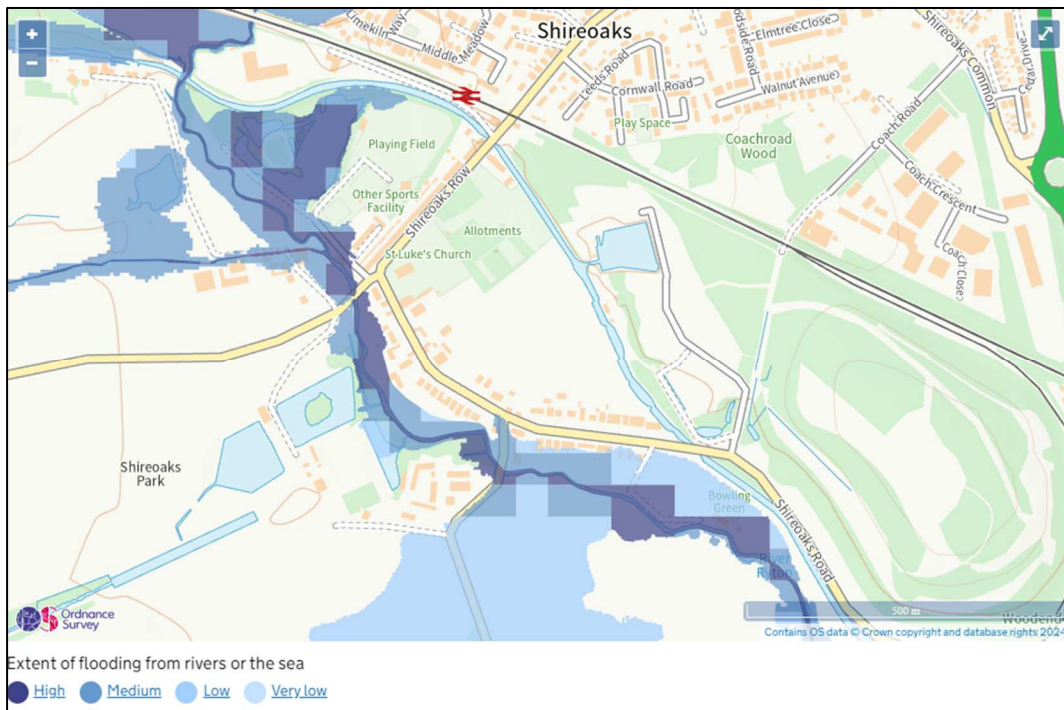 +
−
Shireoaks
Limekiln
Way
Middle Meadow
Leeds Road
Cornwall Road
Elmtree Close
Walnut Avenue
Shireoaks Common
Cedar Drive
Play Space
Coachroad
Wood
Coach Road
Coach Crescent
Coach Close
Playing Field
Other Sports
Facility
Shireoaks Row
Allotments
St Luke's Church
Shireoaks
Park
Bowling
Green
Shireoaks Road
River
Ryton
500 m
Ordnance
Survey
Contains OS data © Crown copyright and database rights 2024
Extent of flooding from rivers or the sea
High Medium Low Very low